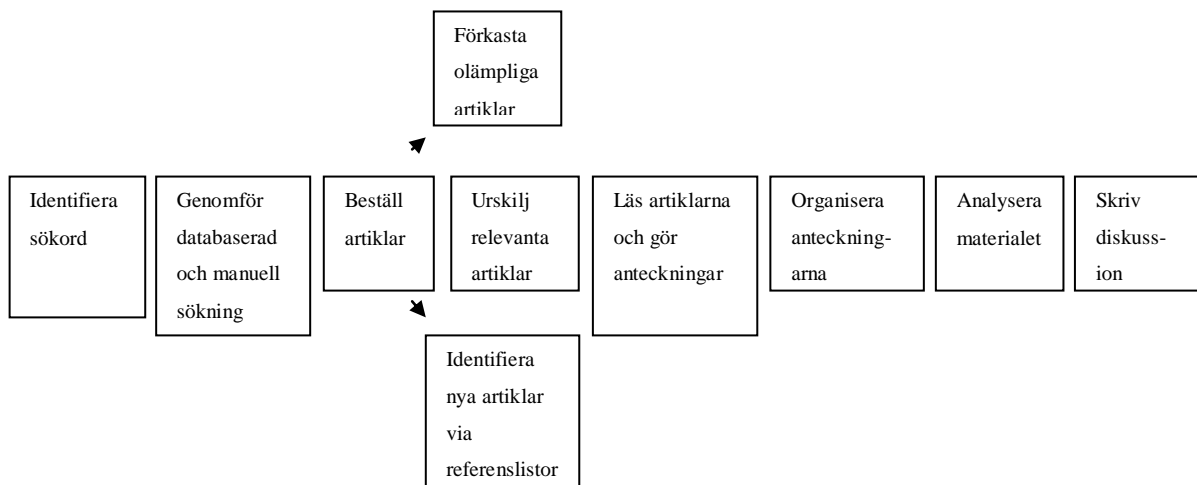 Förkasta
olämpliga
artiklar
Identifiera
sökord
Genomför
databaserad
och manuell
sökning
Beställ
artiklar
Urskilj
relevanta
artiklar
Läs artiklarna
och gör
anteckningar
Organisera
anteckning-
arna
Analysera
materialet
Skriv
diskuss-
ion
Identifiera
nya artiklar
via
referenslistor